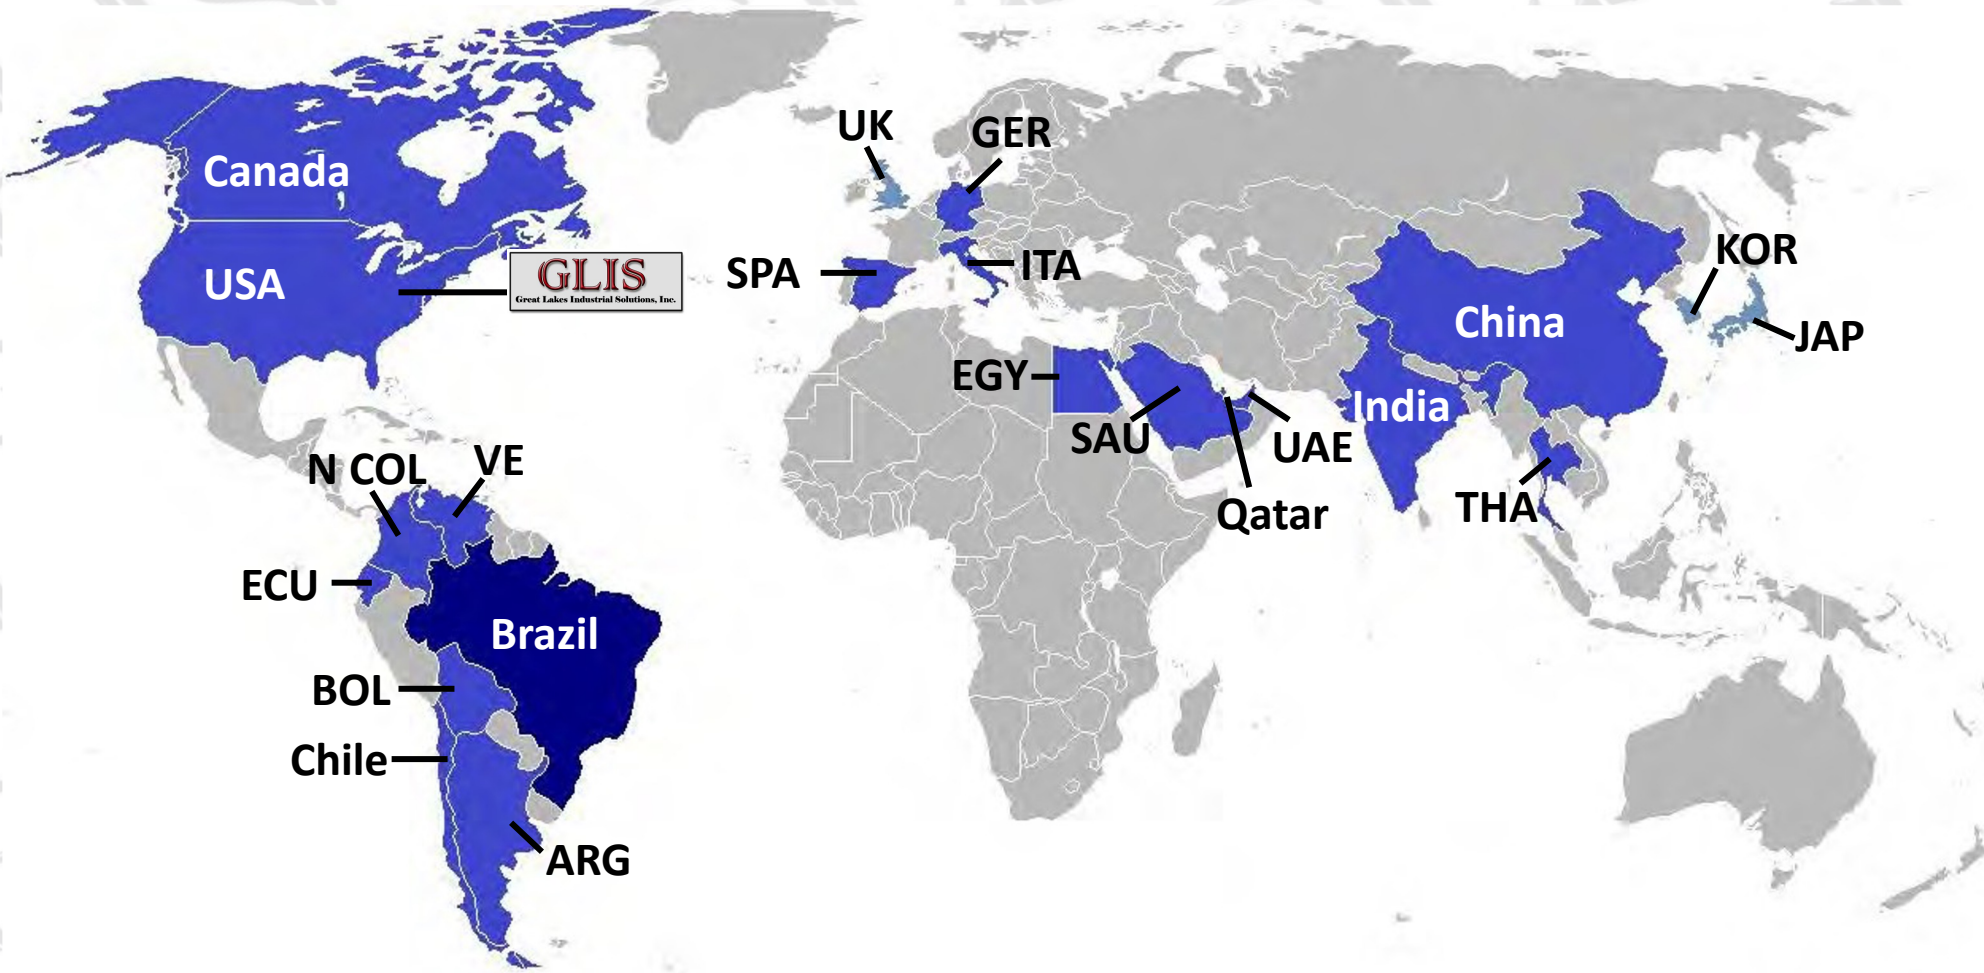 Canada
USA
GLIS
Great Lakes Industrial Solutions, Inc.
UK
GER
SPA
ITA
KOR
China
JAP
EGY
India
SAU
UAE
Qatar
THA
N COL
VE
ECU
Brazil
BOL
Chile
ARG